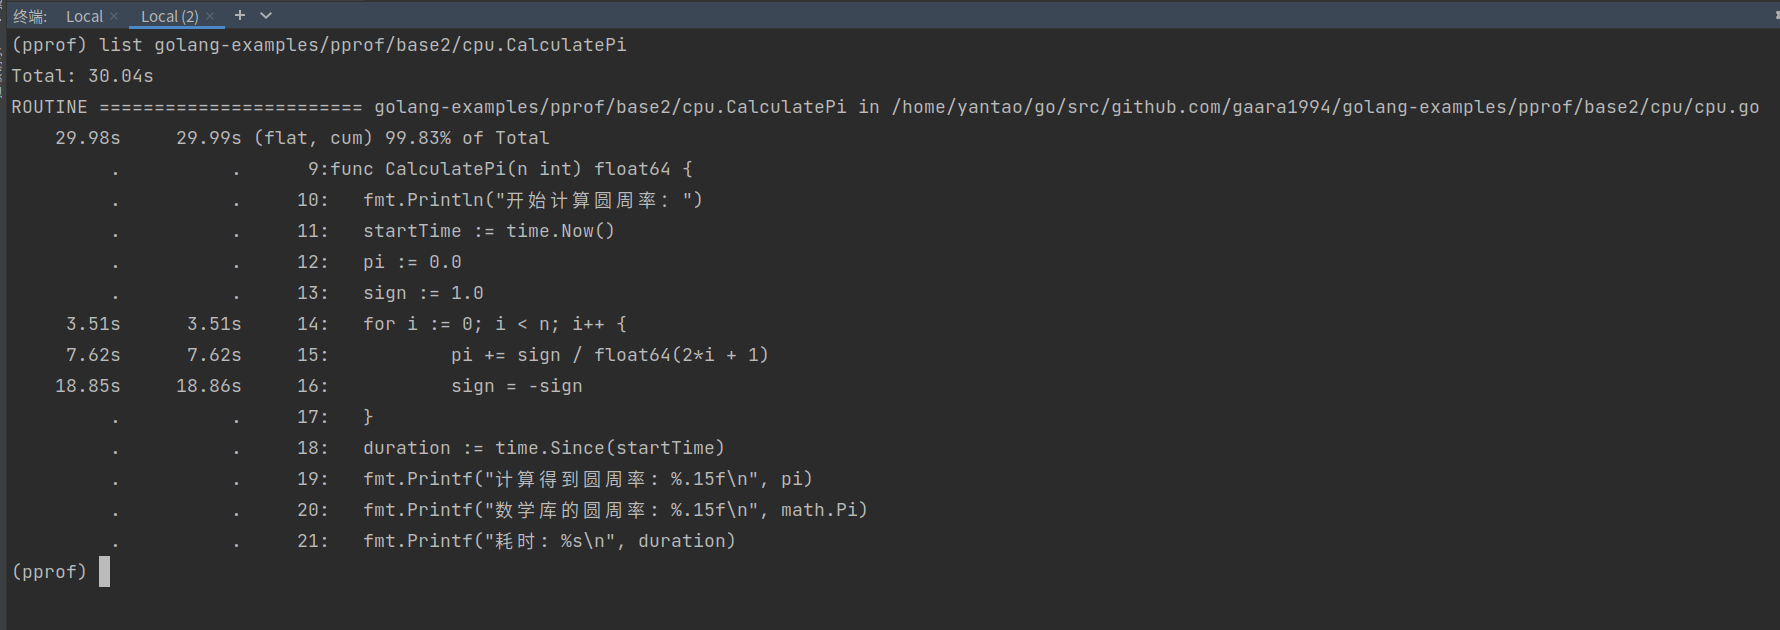 终端: Local × Local (2) × +
(pprof) list golang-examples/pprof/base2/cpu.CalculatePi
Total: 30.04s
ROUTINE ======================== golang-examples/pprof/base2/cpu.CalculatePi in /home/yantao/go/src/github.com/gaara1994/golang-examples/pprof/base2/cpu/cpu.go
    29.98s     29.99s (flat, cum) 99.83% of Total
         .          .      9:func CalculatePi(n int) float64 {
         .          .     10:   fmt.Println("开始计算圆周率：")
         .          .     11:   startTime := time.Now()
         .          .     12:   pi := 0.0
         .          .     13:   sign := 1.0
     3.51s      3.51s     14:   for i := 0; i < n; i++ {
     7.62s      7.62s     15:           pi += sign / float64(2*i + 1)
    18.85s     18.86s     16:           sign = -sign
         .          .     17:   }
         .          .     18:   duration := time.Since(startTime)
         .          .     19:   fmt.Printf("计算得到圆周率：%.15f\n", pi)
         .          .     20:   fmt.Printf("数学库的圆周率：%.15f\n", math.Pi)
         .          .     21:   fmt.Printf("耗时：%s\n", duration)
(pprof)